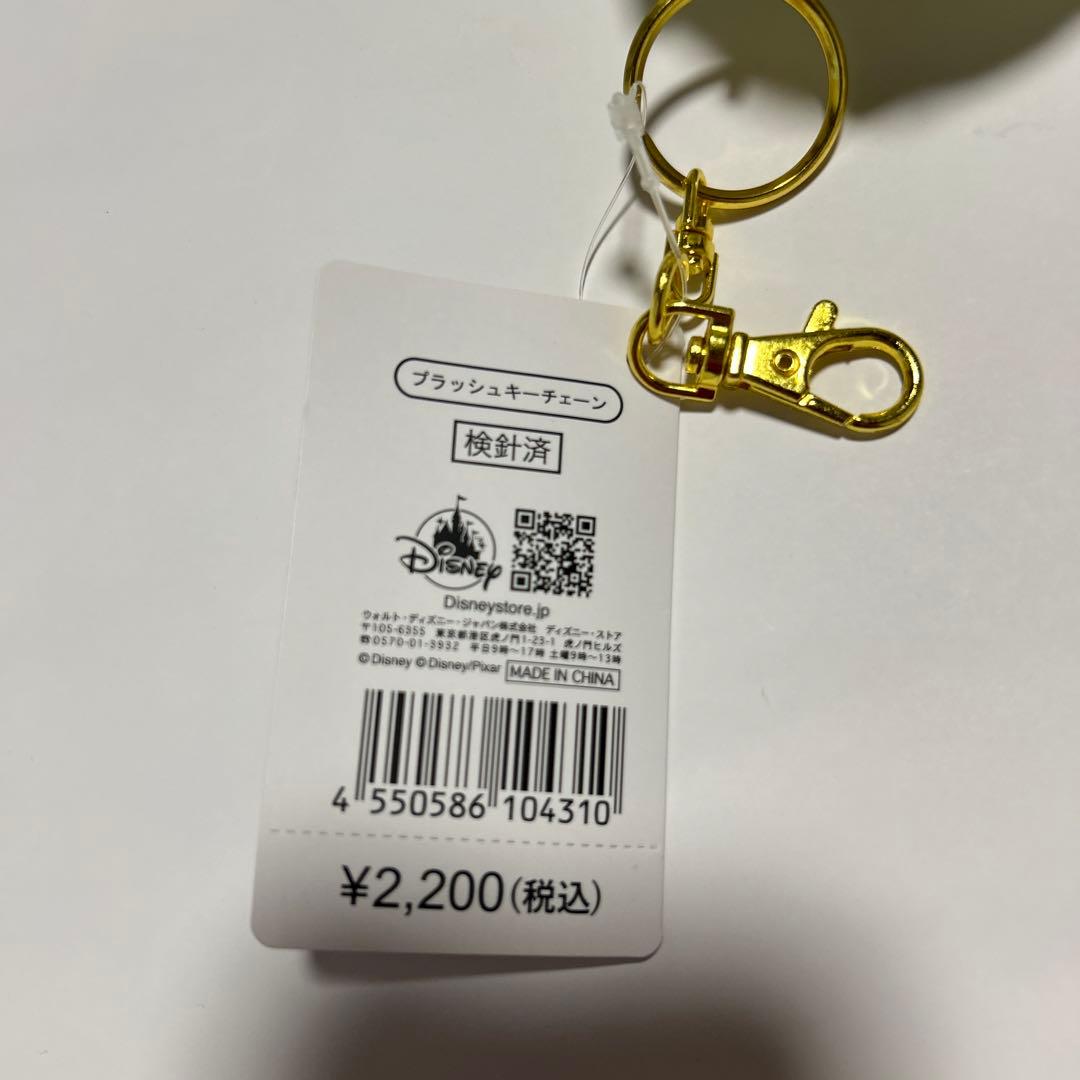 プラッシュキーチェーン
検針済
Disney
Disneystore.jp
ウォルト・ディズニー・ジャパン株式会社 ディズニー・ストア
〒105-6355 東京都港区虎ノ門1-23-1 虎ノ門ヒルズ
☎:0570-01-3932 平日9時〜17時 土曜9時〜13時
©Disney ©Disney/Pixar MADE IN CHINA
4 550586 104310
¥2,200(税込)